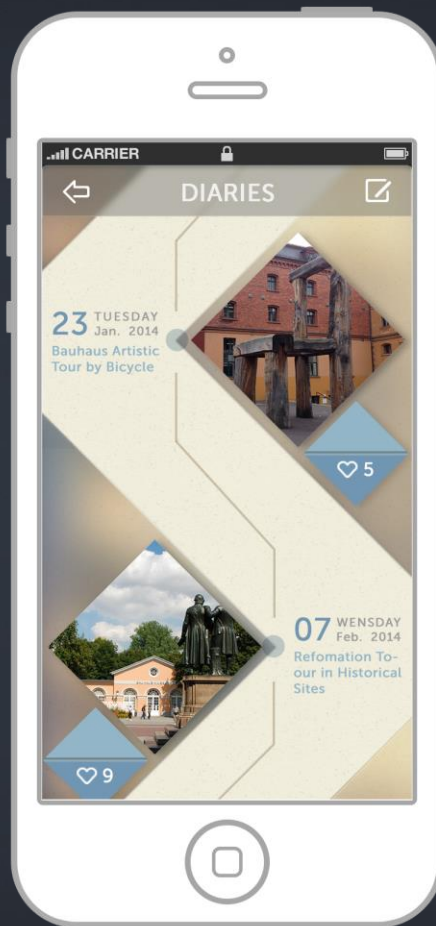 CARRIER
DIARIES
23 TUESDAY
Jan. 2014
Bauhaus Artistic
Tour by Bicycle
5
07 WENSDAY
Feb. 2014
Refomation To-
our in Historical
Sites
9